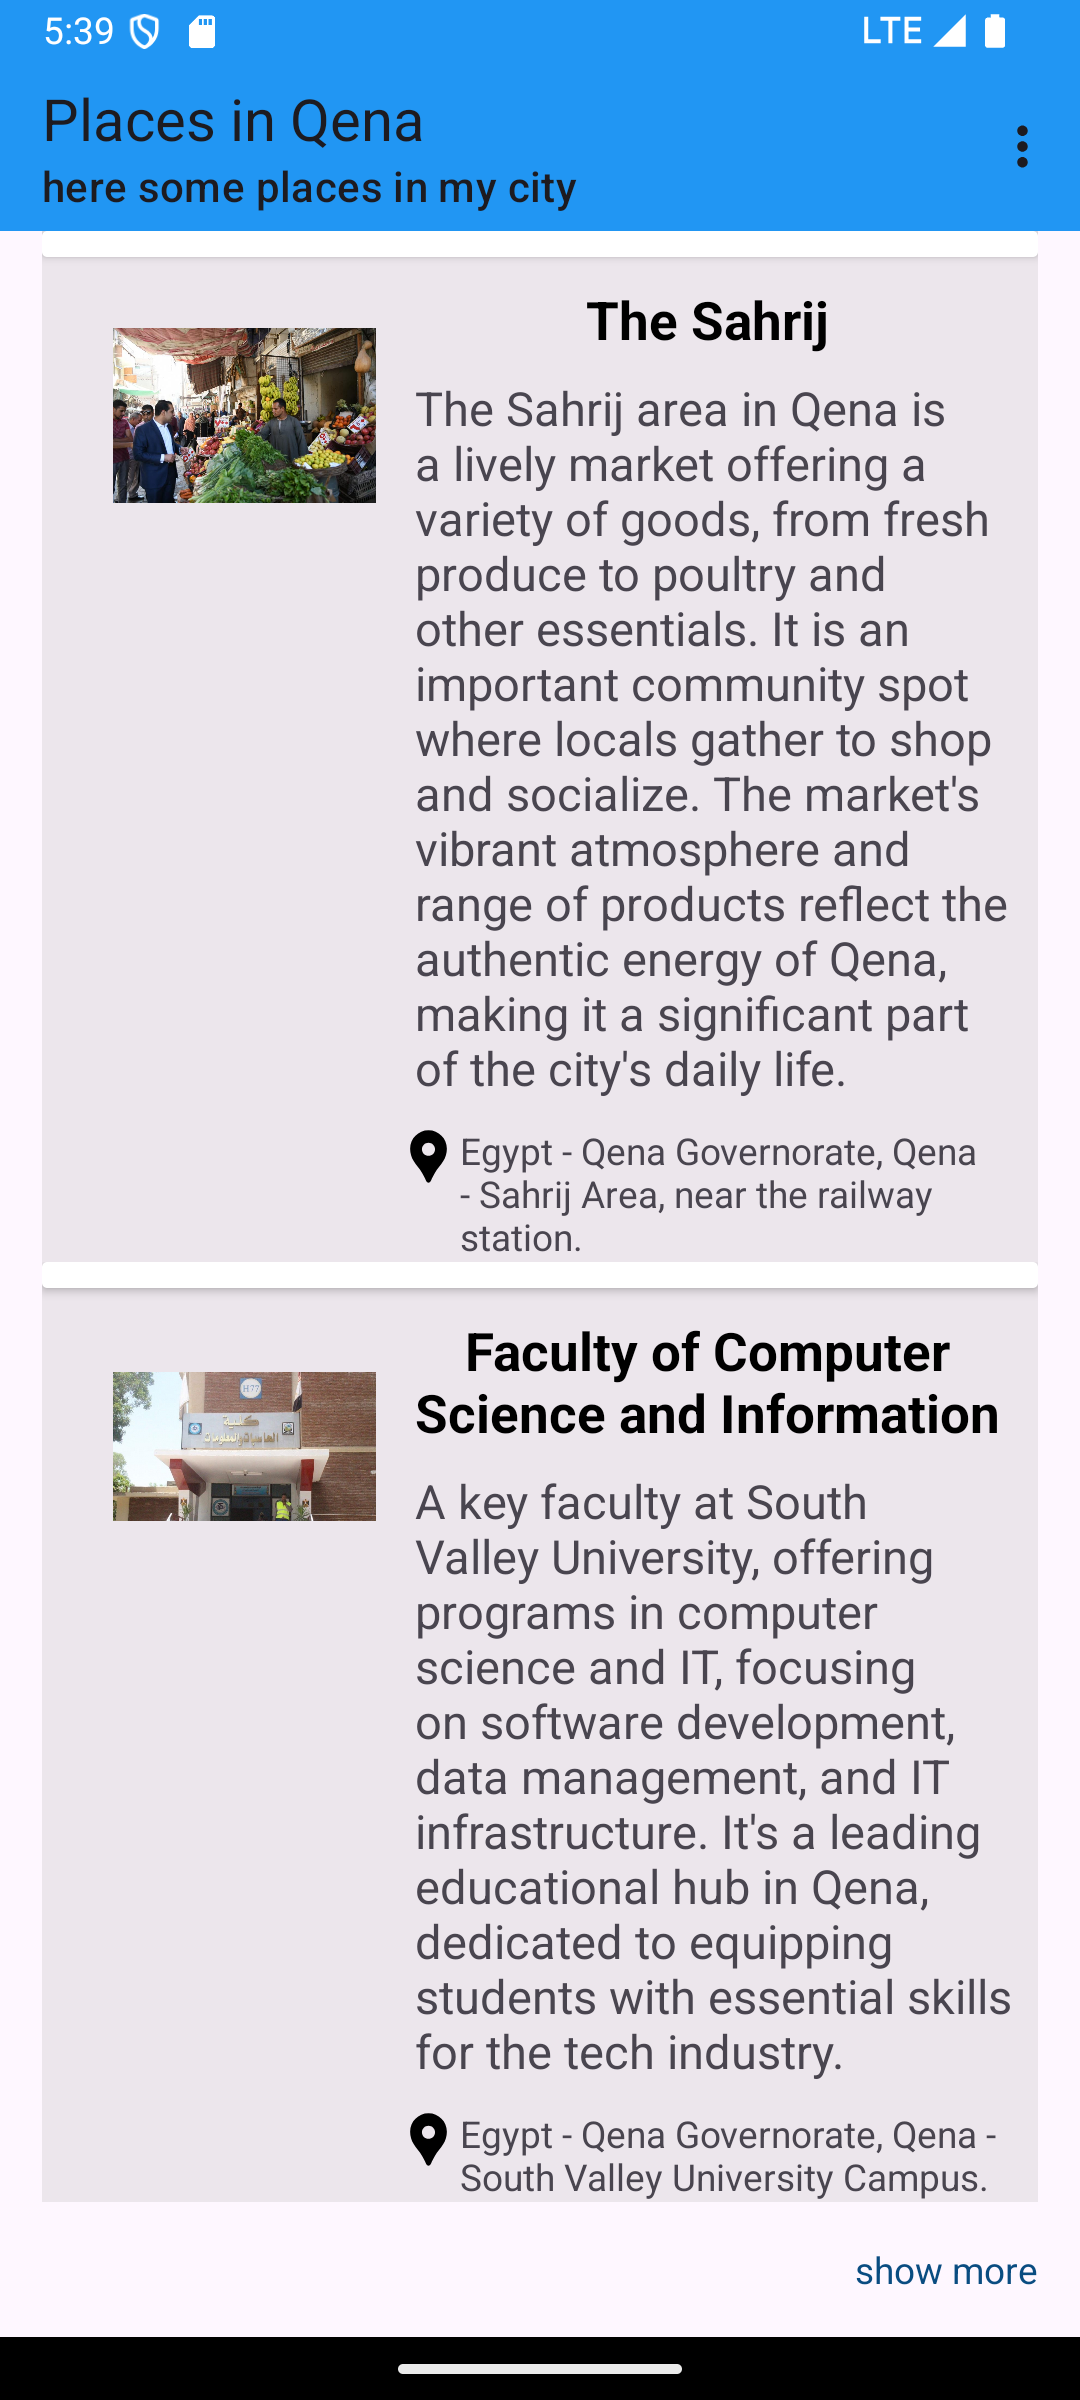 5:39
LTE
Places in Qena
here some places in my city
The Sahrij
The Sahrij area in Qena is
a lively market offering a
variety of goods, from fresh
produce to poultry and
other essentials. It is an
important community spot
where locals gather to shop
and socialize. The market's
vibrant atmosphere and
range of products reflect the
authentic energy of Qena,
making it a significant part
of the city's daily life.
Egypt - Qena Governorate, Qena
- Sahrij Area, near the railway
station.
Faculty of Computer
Science and Information
H77
كلية
الحاسبات والمعلومات
A key faculty at South
Valley University, offering
programs in computer
science and IT, focusing
on software development,
data management, and IT
infrastructure. It's a leading
educational hub in Qena,
dedicated to equipping
students with essential skills
for the tech industry.
Egypt - Qena Governorate, Qena -
South Valley University Campus.
show more